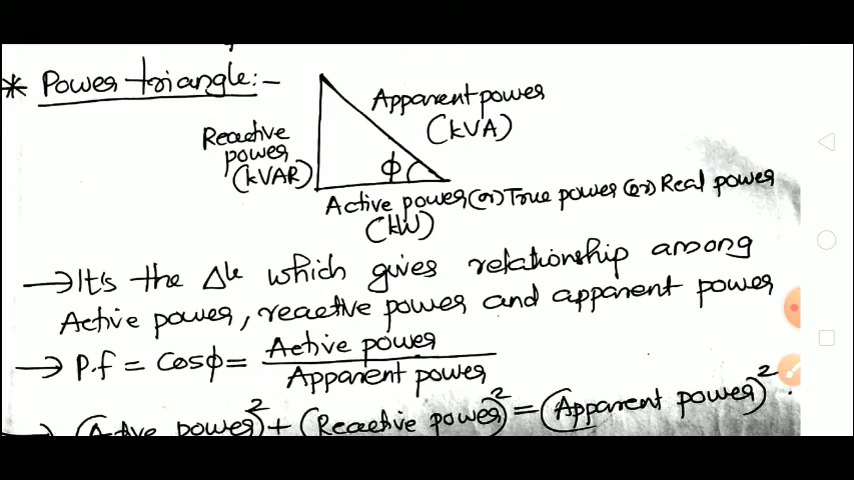 * Power triangle:-
Apparent power
(kVA)
Reactive
power
(kVAR)
ϕ
Active power (or) True power (or) Real power
(kW)
→ It's the Δle which gives relationship among
Active power, reactive power and apparent power
→ P.f = Cosϕ = Active power
Apparent power
→ (Active power)² + (Reactive power)² = (Apparent power)².